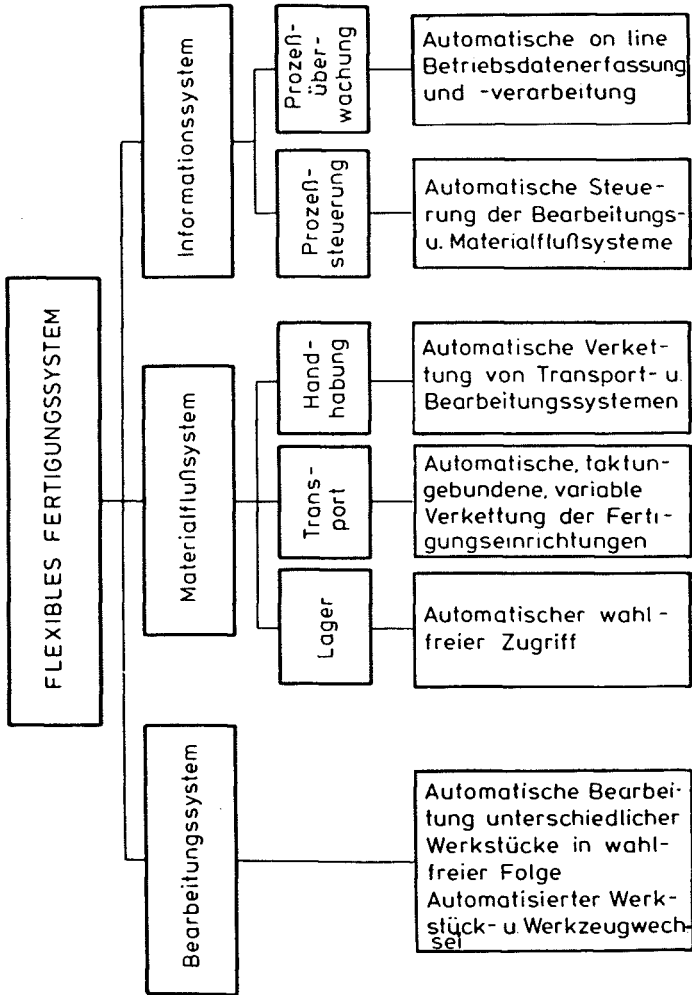 FLEXIBLES FERTIGUNGSSYSTEM
Informationssystem
Materialflußsystem
Bearbeitungssystem
Prozeß-
über-
wachung
Prozeß-
steuerung
Hand-
habung
Trans-
port
Lager
Automatische on line
Betriebsdatenerfassung
und -verarbeitung
Automatische Steue-
rung der Bearbeitungs-
u. Materialflußsysteme
Automatische Verket-
tung von Transport- u.
Bearbeitungssystemen
Automatische, taktun-
gebundene, variable
Verkettung der Ferti-
gungseinrichtungen
Automatischer wahl-
freier Zugriff
Automatische Bearbei-
tung unterschiedlicher
Werkstücke in wahl-
freier Folge
Automatisierter Werk-
stück- u. Werkzeugwech-
sel